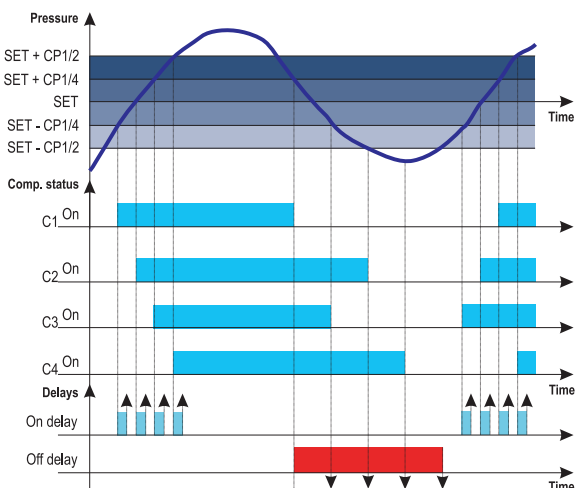 Pressure
SET + CP1/2
SET + CP1/4
SET
Time
SET - CP1/4
SET - CP1/2
Comp. status
C1 On
C2 On
C3 On
C4 On
Time
Delays
On delay
Off delay
Time